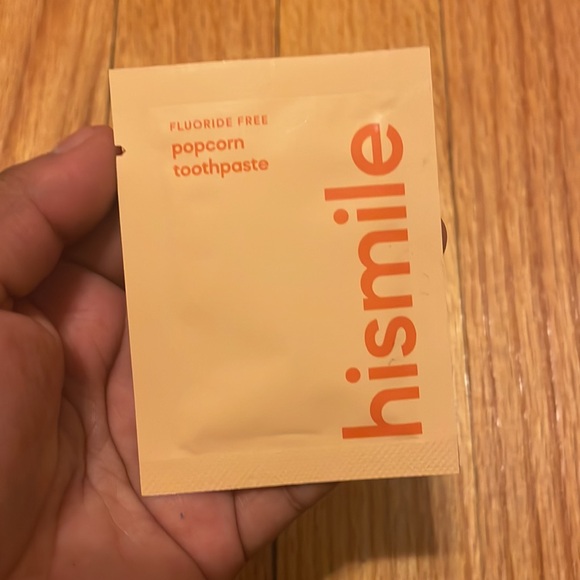 FLUORIDE FREE
popcorn
toothpaste
hismile